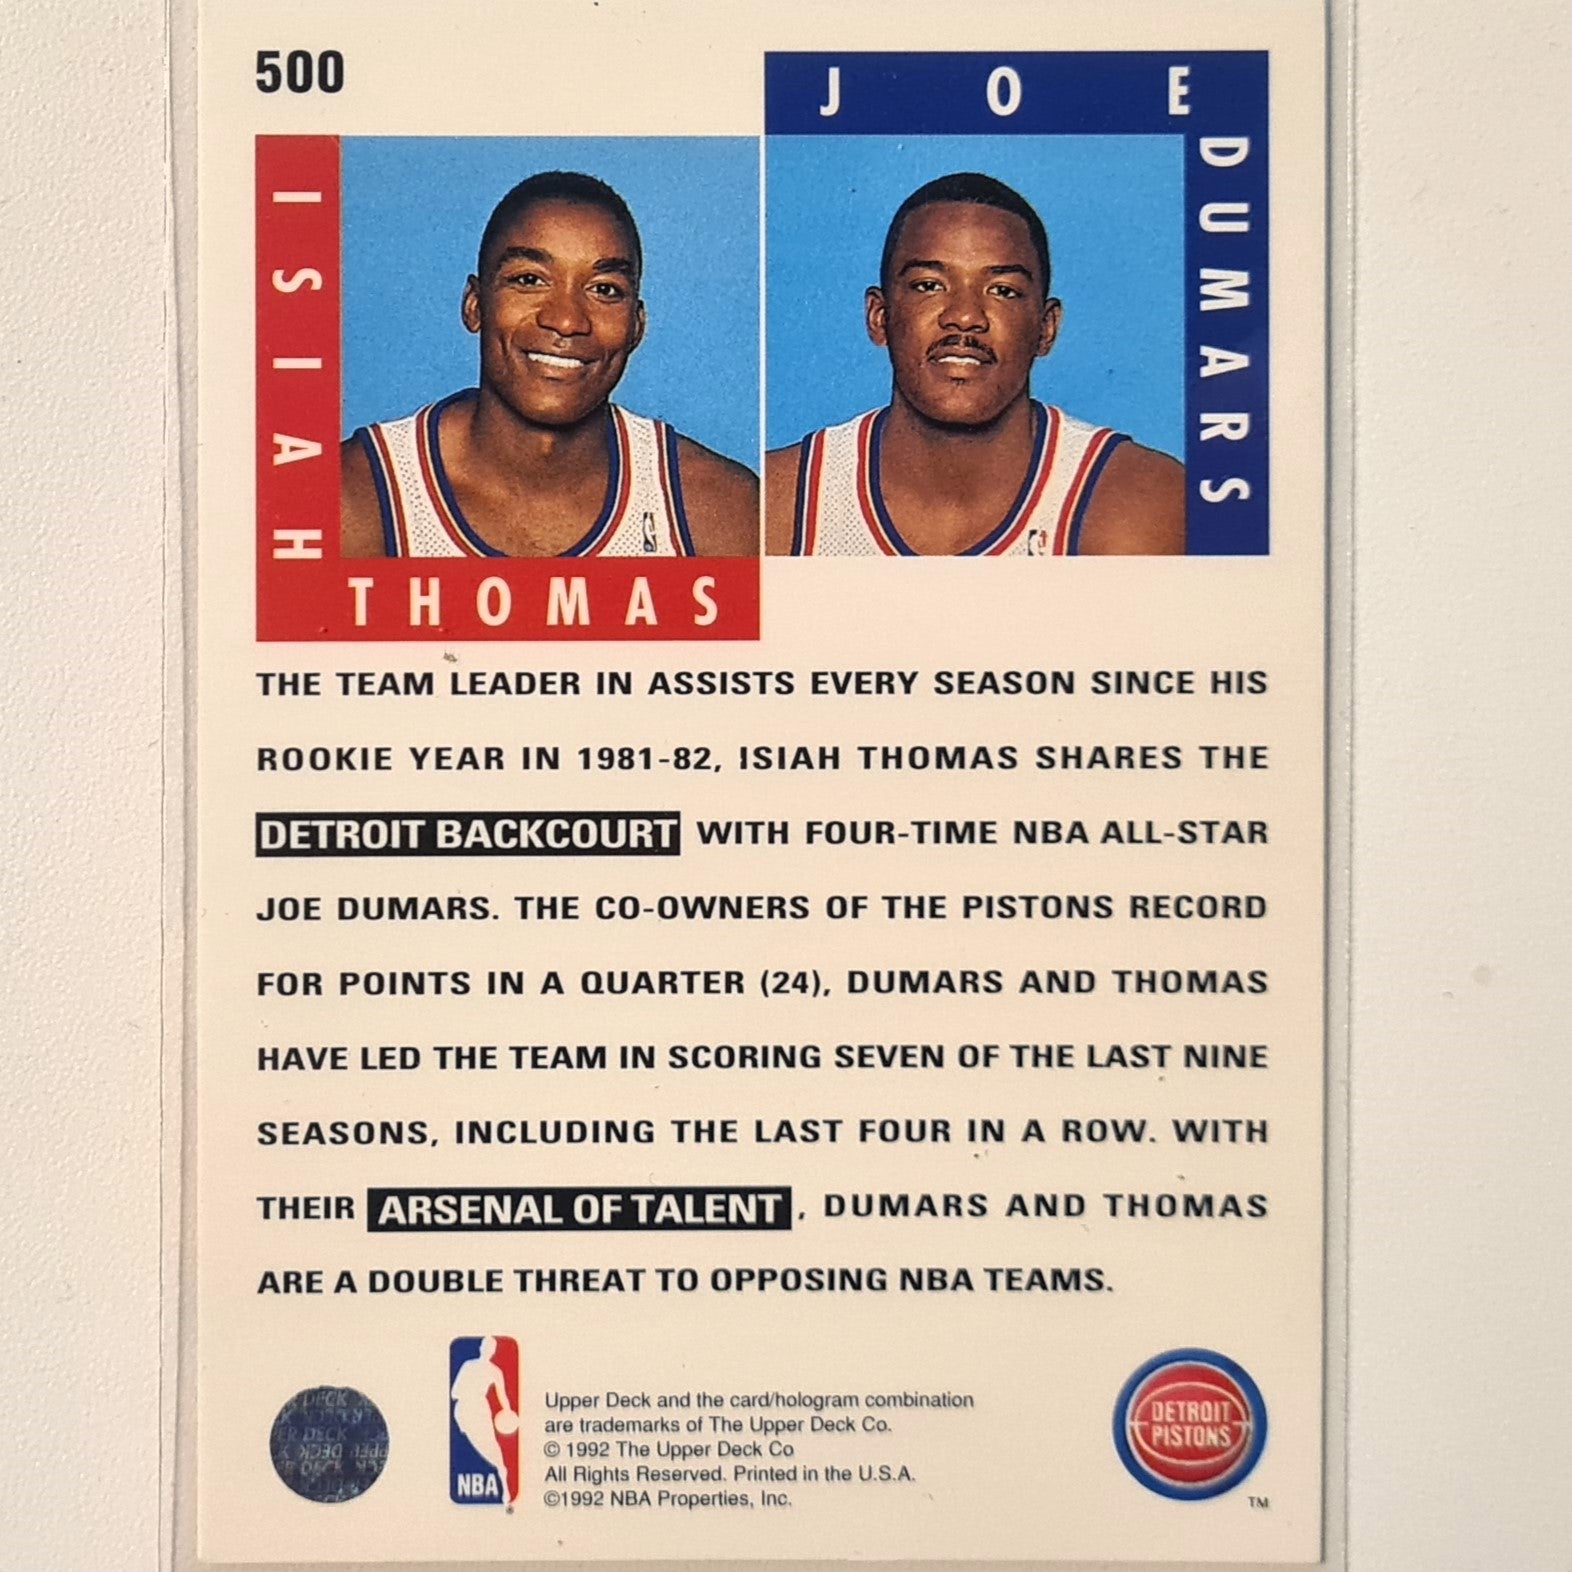 500
JOE
DUMARS
ISIAH
THOMAS
THE TEAM LEADER IN ASSISTS EVERY SEASON SINCE HIS
ROOKIE YEAR IN 1981-82, ISIAH THOMAS SHARES THE
DETROIT BACKCOURT WITH FOUR-TIME NBA ALL-STAR
JOE DUMARS. THE CO-OWNERS OF THE PISTONS RECORD
FOR POINTS IN A QUARTER (24), DUMARS AND THOMAS
HAVE LED THE TEAM IN SCORING SEVEN OF THE LAST NINE
SEASONS, INCLUDING THE LAST FOUR IN A ROW. WITH
THEIR ARSENAL OF TALENT, DUMARS AND THOMAS
ARE A DOUBLE THREAT TO OPPOSING NBA TEAMS.
UPPER DECK
NBA
®
Upper Deck and the card/hologram combination
are trademarks of The Upper Deck Co.
© 1992 The Upper Deck Co
All Rights Reserved. Printed in the U.S.A.
©1992 NBA Properties, Inc.
DETROIT
PISTONS
TM